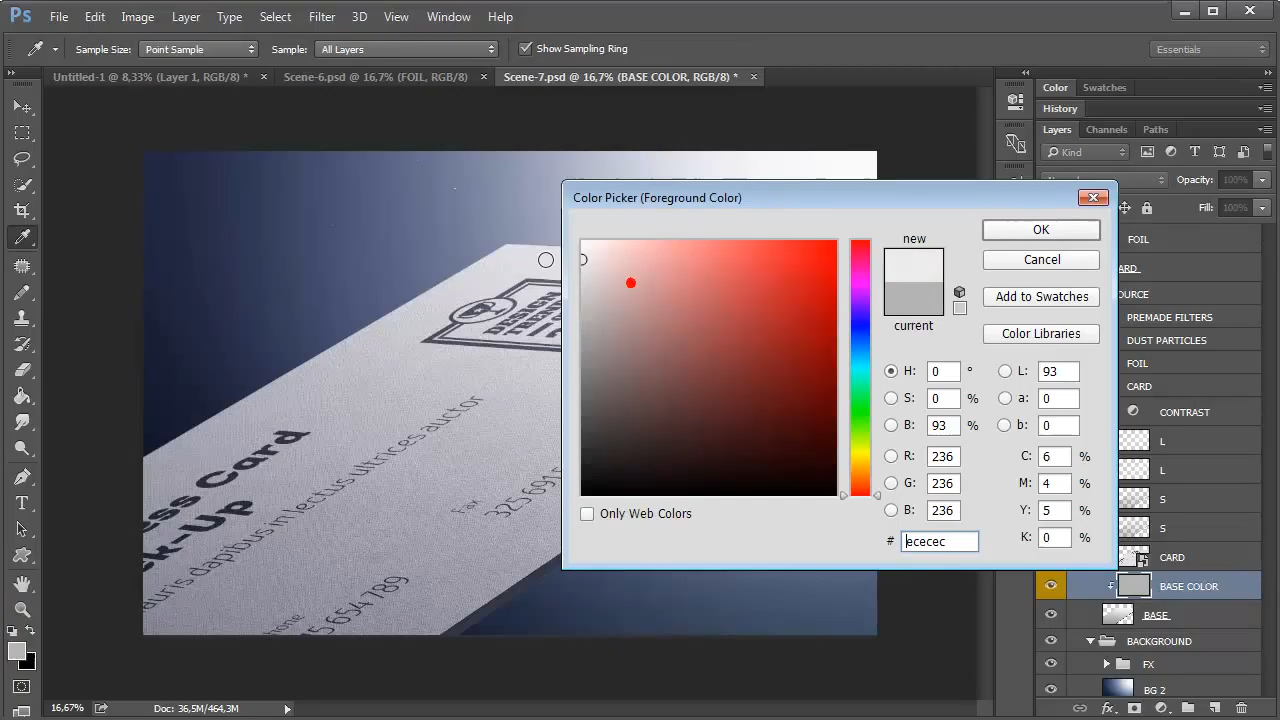 Ps File Edit Image Layer Type Select Filter 3D View Window Help
Sample Size: Point Sample Sample: All Layers Show Sampling Ring Essentials
Untitled-1 @ 8,33% (Layer 1, RGB/8) * Scene-6.psd @ 16,7% (FOIL, RGB/8) Scene-7.psd @ 16,7% (BASE COLOR, RGB/8) *
Color Swatches
History
Layers Channels Paths
Kind
Opacity: 100%
Fill: 100%
Color Picker (Foreground Color)
new
current
OK
Cancel
Add to Swatches
Color Libraries
H: 0 ° L: 93
S: 0 % a: 0
B: 93 % b: 0
R: 236 C: 6 %
G: 236 M: 4 %
B: 236 Y: 5 %
# ececec K: 0 %
Only Web Colors
FOIL
ARD
OURCE
PREMADE FILTERS
DUST PARTICLES
FOIL
CARD
CONTRAST
L
L
S
S
CARD
BASE COLOR
BASE
BACKGROUND
FX
BG 2
DESIGN
ess Card
ck-Up
auris dapibus in lectus ultrices auctor
Fax
325 691
hone
5 654 789
16,67% Doc: 36,5M/464,3M